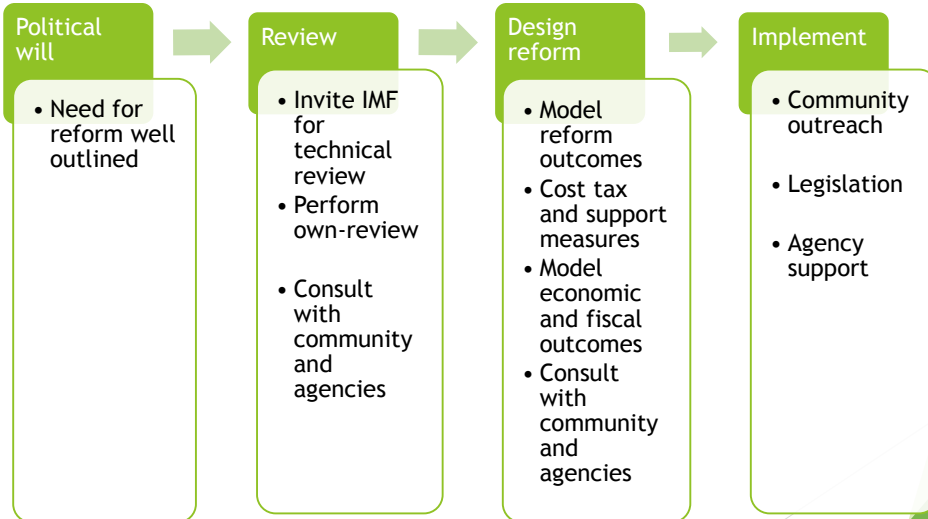 Political
will
• Need for
reform well
outlined
Review
• Invite IMF
for
technical
review
• Perform
own-review
• Consult
with
community
and
agencies
Design
reform
• Model
reform
outcomes
• Cost tax
and support
measures
• Model
economic
and fiscal
outcomes
• Consult
with
community
and
agencies
Implement
• Community
outreach
• Legislation
• Agency
support